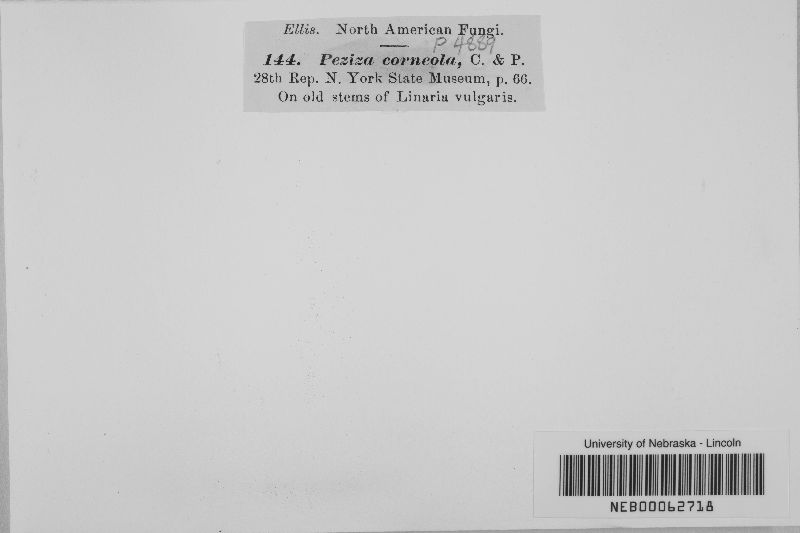 Ellis. North American Fungi.
P 4889
144. Peziza corneola, C. & P.
28th Rep. N. York State Museum, p. 66.
On old stems of Linaria vulgaris.
University of Nebraska - Lincoln
NEB00062718